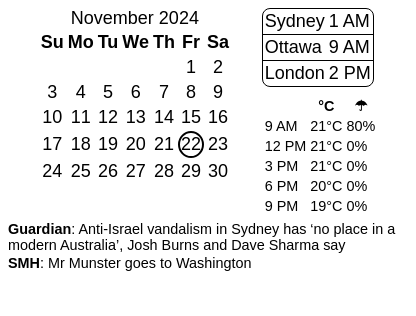 November 2024
Su Mo Tu We Th Fr Sa
1 2
3 4 5 6 7 8 9
10 11 12 13 14 15 16
17 18 19 20 21 22 23
24 25 26 27 28 29 30
Sydney 1 AM
Ottawa 9 AM
London 2 PM
°C ☂
9 AM 21°C 80%
12 PM 21°C 0%
3 PM 21°C 0%
6 PM 20°C 0%
9 PM 19°C 0%
Guardian: Anti-Israel vandalism in Sydney has ‘no place in a
modern Australia’, Josh Burns and Dave Sharma say
SMH: Mr Munster goes to Washington